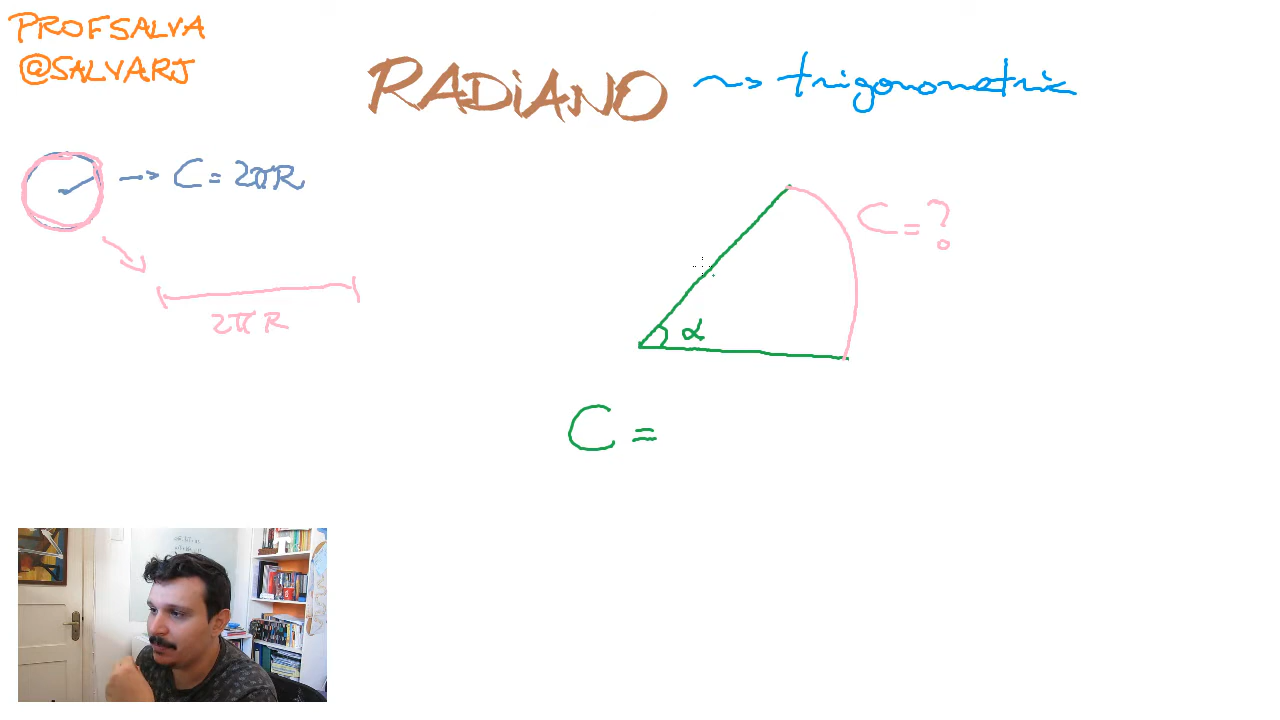 PROFSALVA
@SALVARJ
RADIANO ~> trigonometria
C = 2πR
2πR
C = ?
α
C =